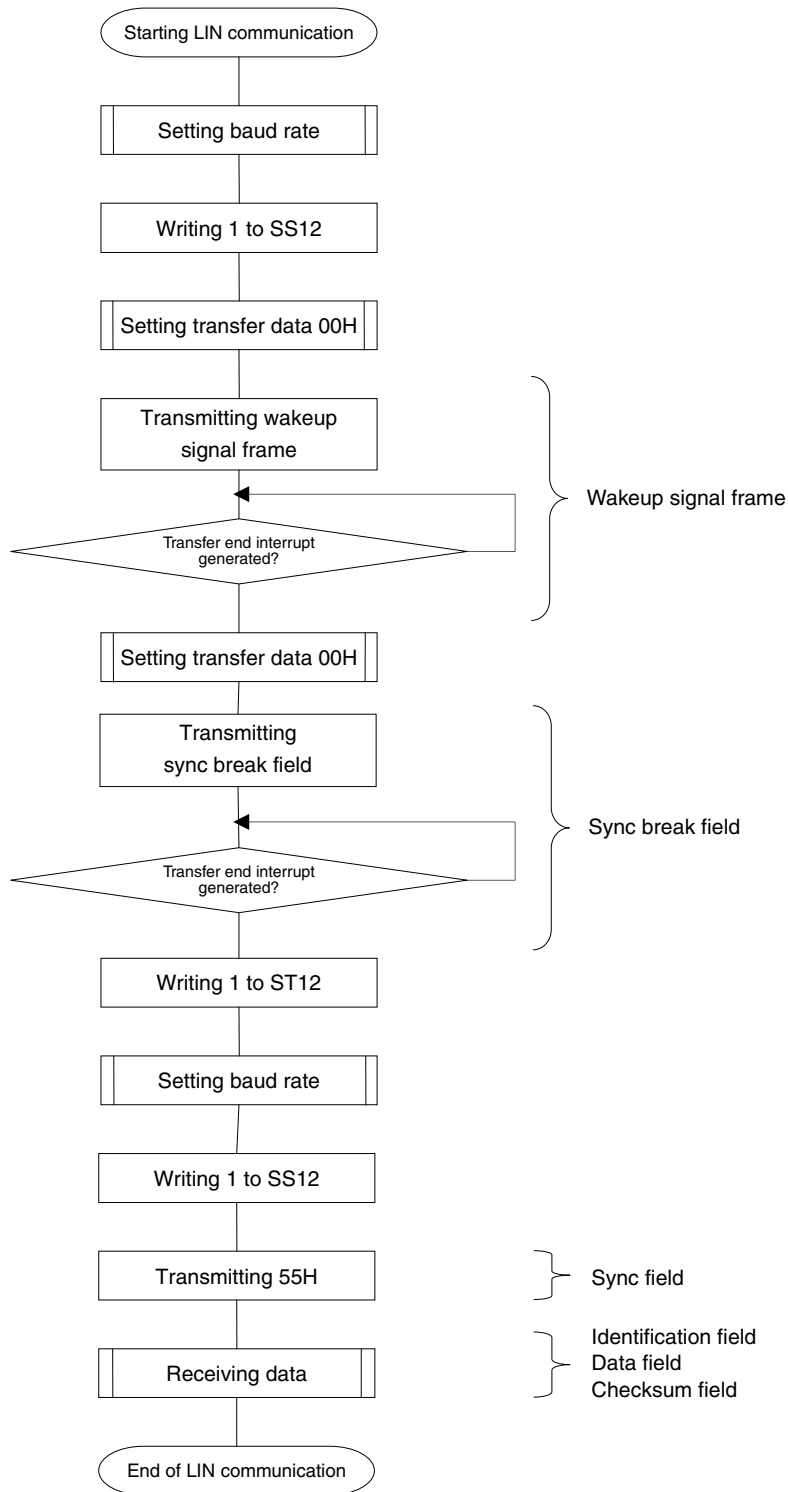 Starting LIN communication
Setting baud rate
Writing 1 to SS12
Setting transfer data 00H
Transmitting wakeup
signal frame
Wakeup signal frame
Transfer end interrupt
generated?
Setting transfer data 00H
Transmitting
sync break field
Sync break field
Transfer end interrupt
generated?
Writing 1 to ST12
Setting baud rate
Writing 1 to SS12
Transmitting 55H
Sync field
Receiving data
Identification field
Data field
Checksum field
End of LIN communication